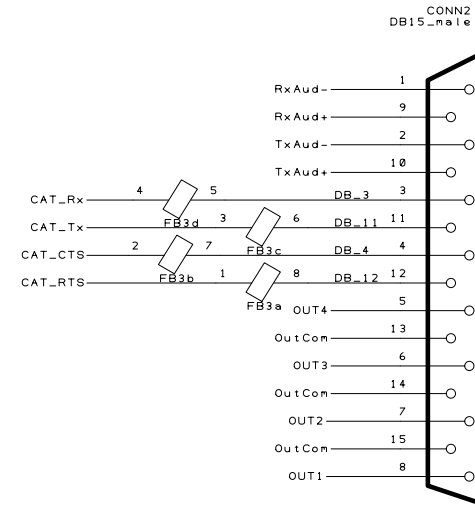 CONN2
DB15_male
RxAud- 1
RxAud+ 9
TxAud- 2
TxAud+ 10
CAT_Rx 4 5 DB_3 3
FB3d
CAT_Tx 3 6 DB_11 11
FB3c
CAT_CTS 2 7 DB_4 4
FB3b
CAT_RTS 1 8 DB_12 12
FB3a
OUT4 5
OutCom 13
OUT3 6
OutCom 14
OUT2 7
OutCom 15
OUT1 8